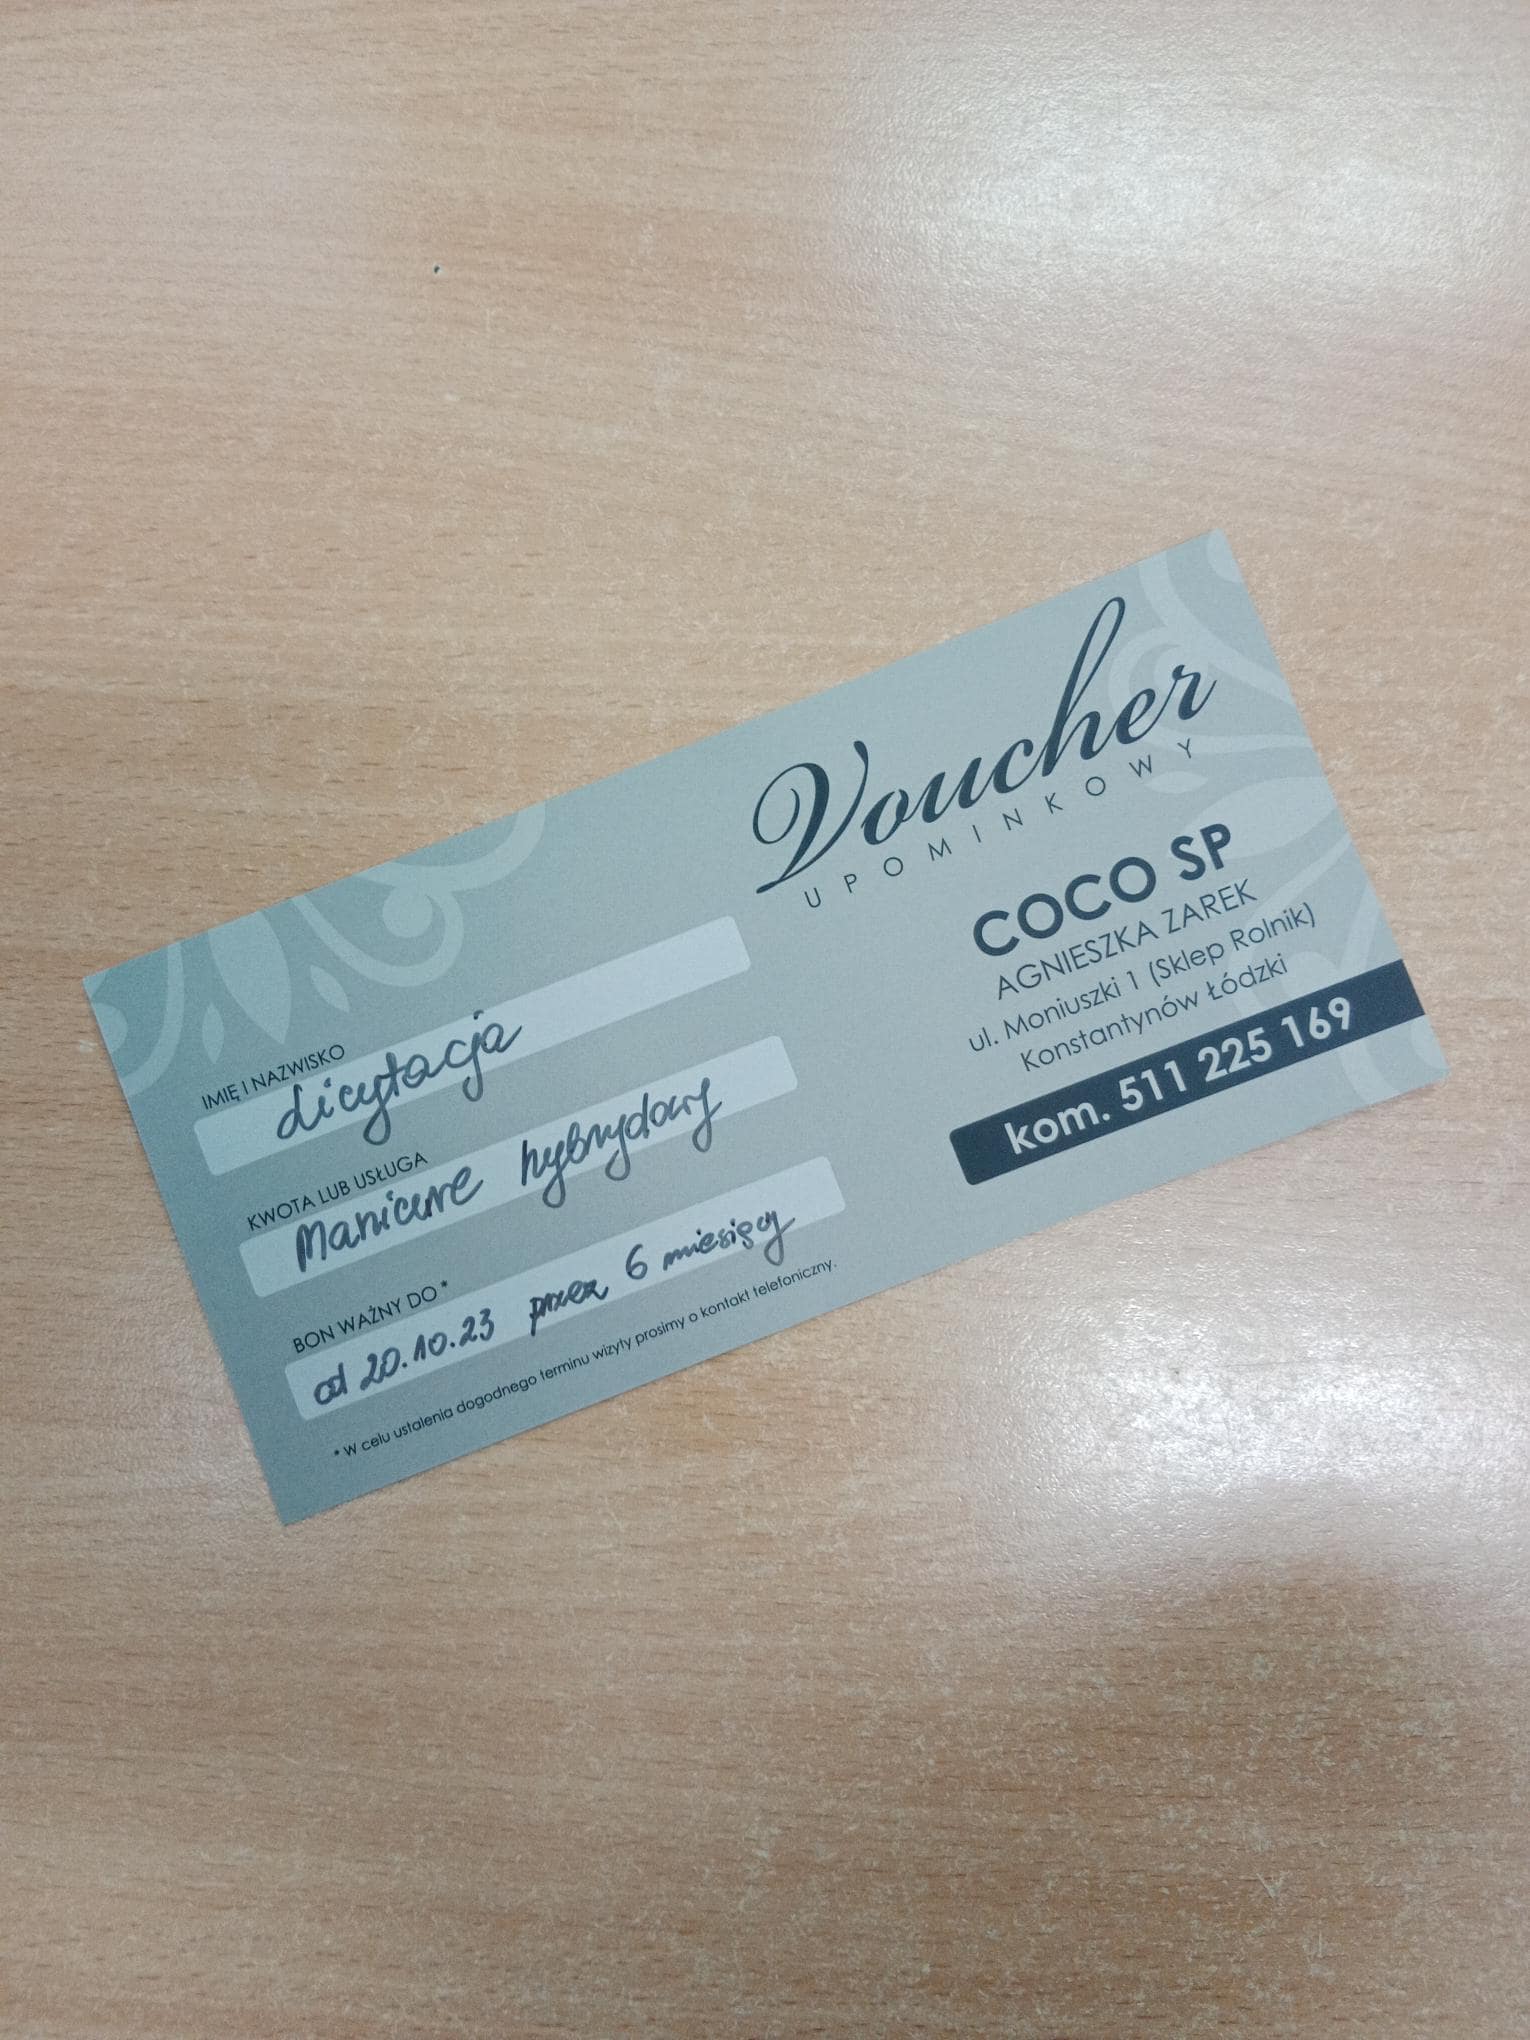 Voucher
UPOMINKOWY
COCO SP
AGNIESZKA ZAREK
ul. Moniuszki 1 (Sklep Rolnik)
Konstantynów Łódzki
kom. 511 225 169
IMIĘ I NAZWISKO
Licytacja
KWOTA LUB USŁUGA
Manicure hybrydowy
BON WAŻNY DO *
od 20.10.23 przez 6 miesięcy
* W celu ustalenia dogodnego terminu wizyty prosimy o kontakt telefoniczny.